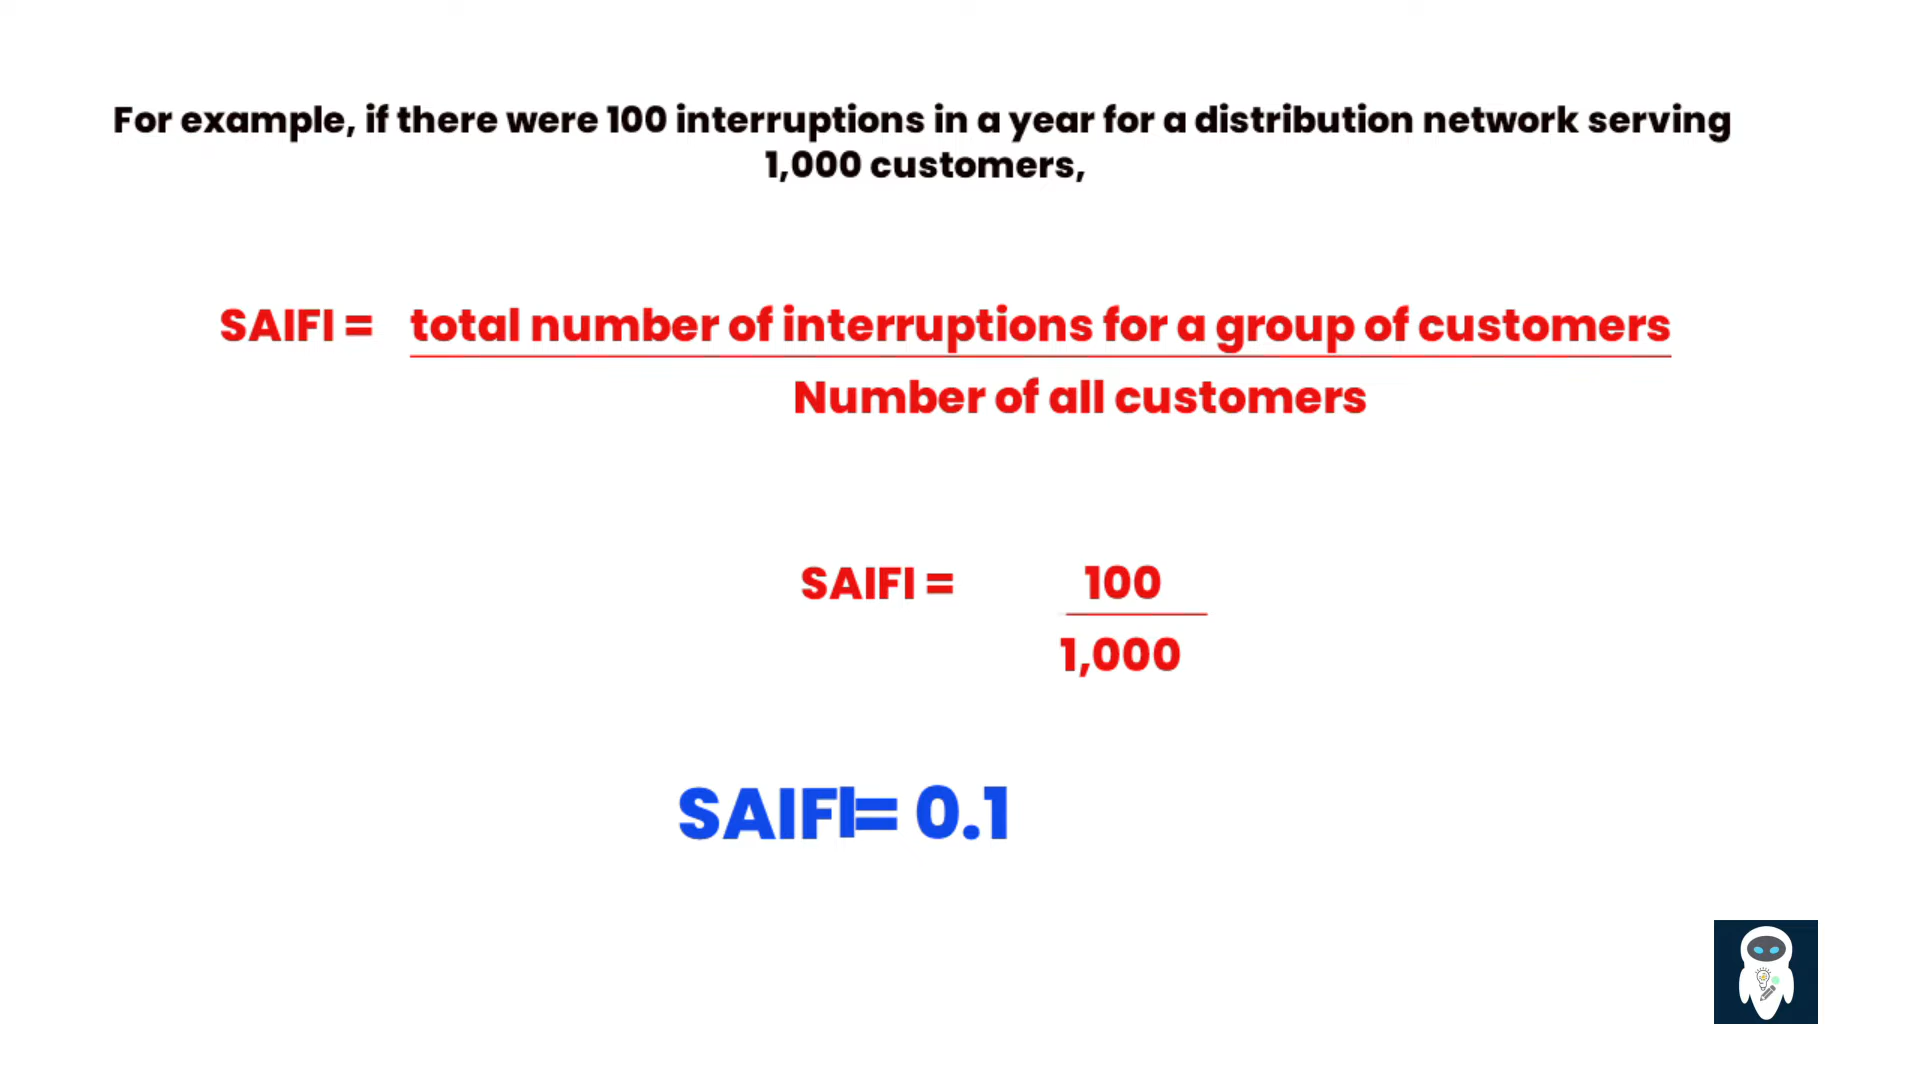 For example, if there were 100 interruptions in a year for a distribution network serving
1,000 customers,
SAIFI = total number of interruptions for a group of customers
Number of all customers
SAIFI = 100
1,000
SAIFI= 0.1